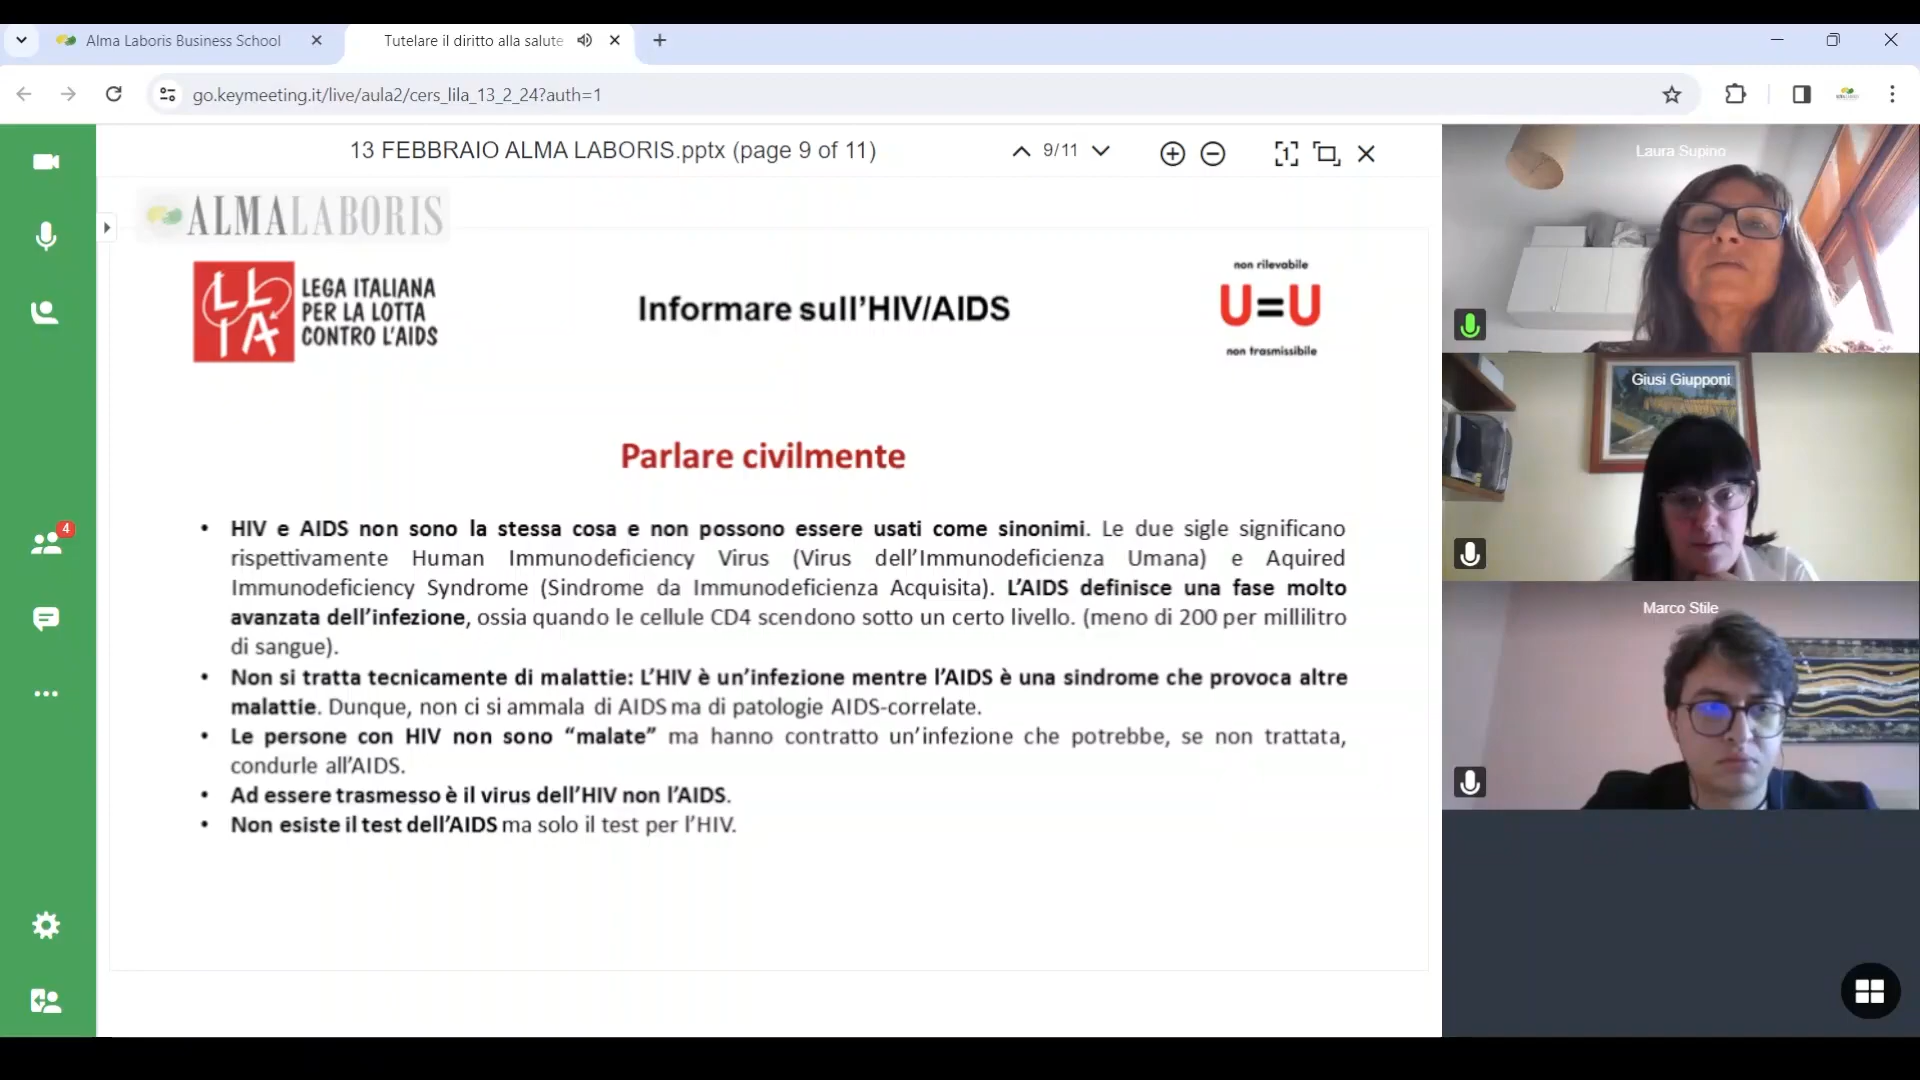 Alma Laboris Business School
Tutelare il diritto alla salute
go.keymeeting.it/live/aula2/cers_lila_13_2_24?auth=1
13 FEBBRAIO ALMA LABORIS.pptx (page 9 of 11)
9/11
ALMALABORIS
LILA
LEGA ITALIANA
PER LA LOTTA
CONTRO L'AIDS
Informare sull'HIV/AIDS
non rilevabile
U=U
non trasmissibile
Parlare civilmente
• HIV e AIDS non sono la stessa cosa e non possono essere usati come sinonimi. Le due sigle significano
rispettivamente Human Immunodeficiency Virus (Virus dell'Immunodeficienza Umana) e Aquired
Immunodeficiency Syndrome (Sindrome da Immunodeficienza Acquisita). L'AIDS definisce una fase molto
avanzata dell'infezione, ossia quando le cellule CD4 scendono sotto un certo livello. (meno di 200 per millilitro
di sangue).
• Non si tratta tecnicamente di malattie: L'HIV è un'infezione mentre l'AIDS è una sindrome che provoca altre
malattie. Dunque, non ci si ammala di AIDS ma di patologie AIDS-correlate.
• Le persone con HIV non sono “malate” ma hanno contratto un'infezione che potrebbe, se non trattata,
condurle all'AIDS.
• Ad essere trasmesso è il virus dell'HIV non l'AIDS.
• Non esiste il test dell'AIDS ma solo il test per l'HIV.
Laura Supino
Giusi Giupponi
Marco Stile
4